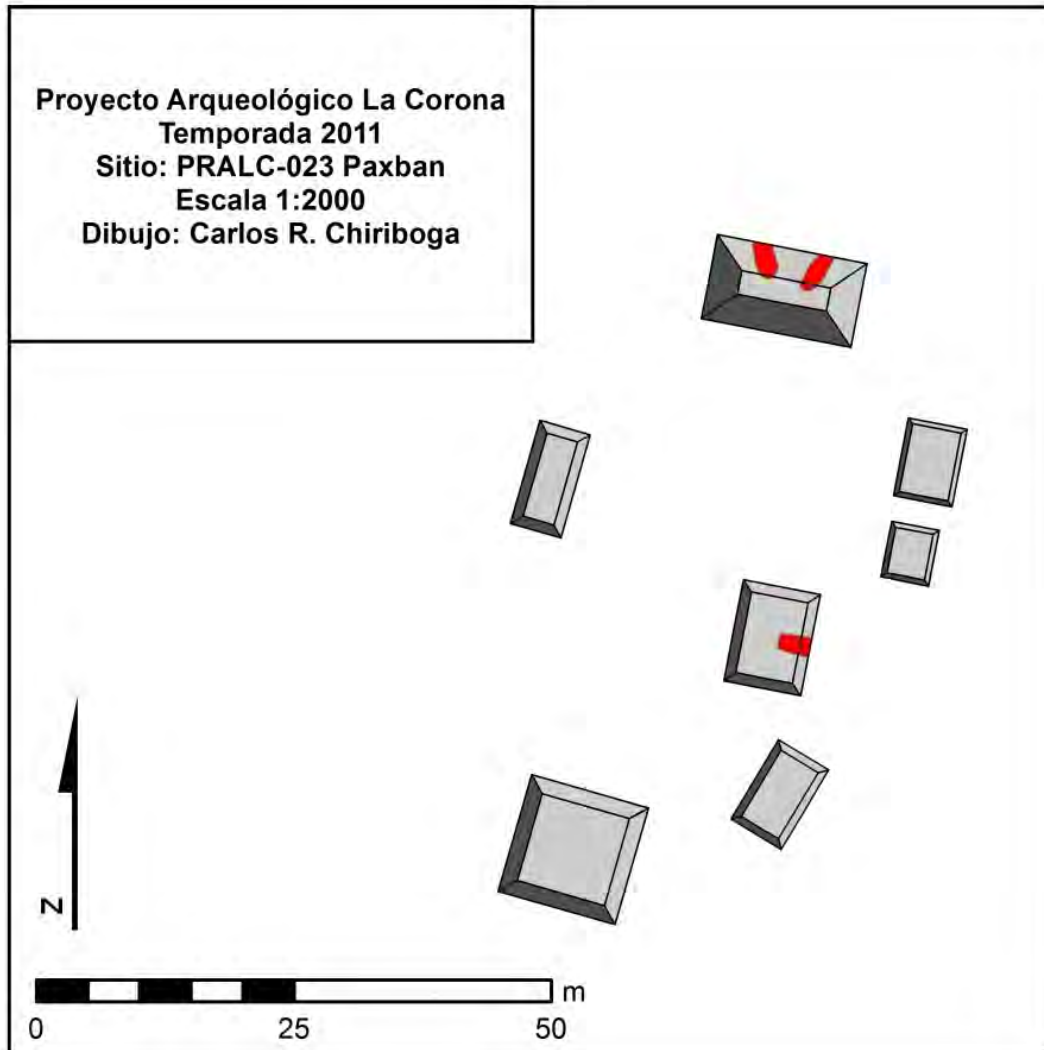 Proyecto Arqueológico La Corona
Temporada 2011
Sitio: PRALC-023 Paxban
Escala 1:2000
Dibujo: Carlos R. Chiriboga
N
m
0 25 50